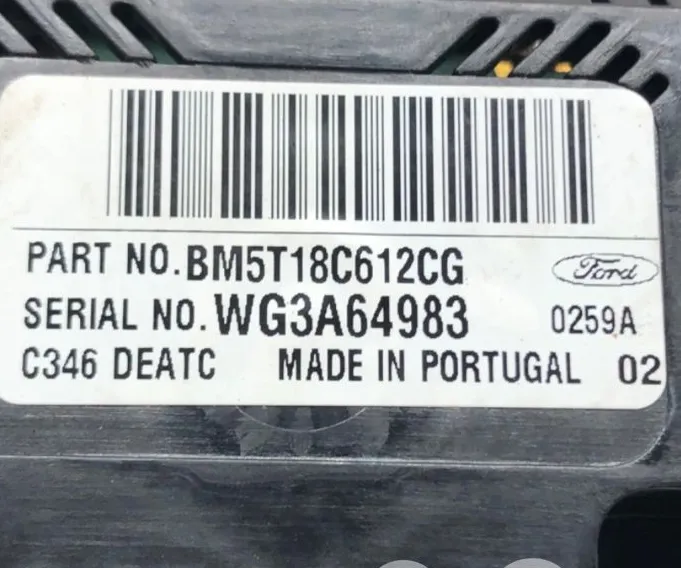 PART NO. BM5T18C612CG
Ford
SERIAL NO. WG3A64983
0259A
C346 DEATC MADE IN PORTUGAL 02